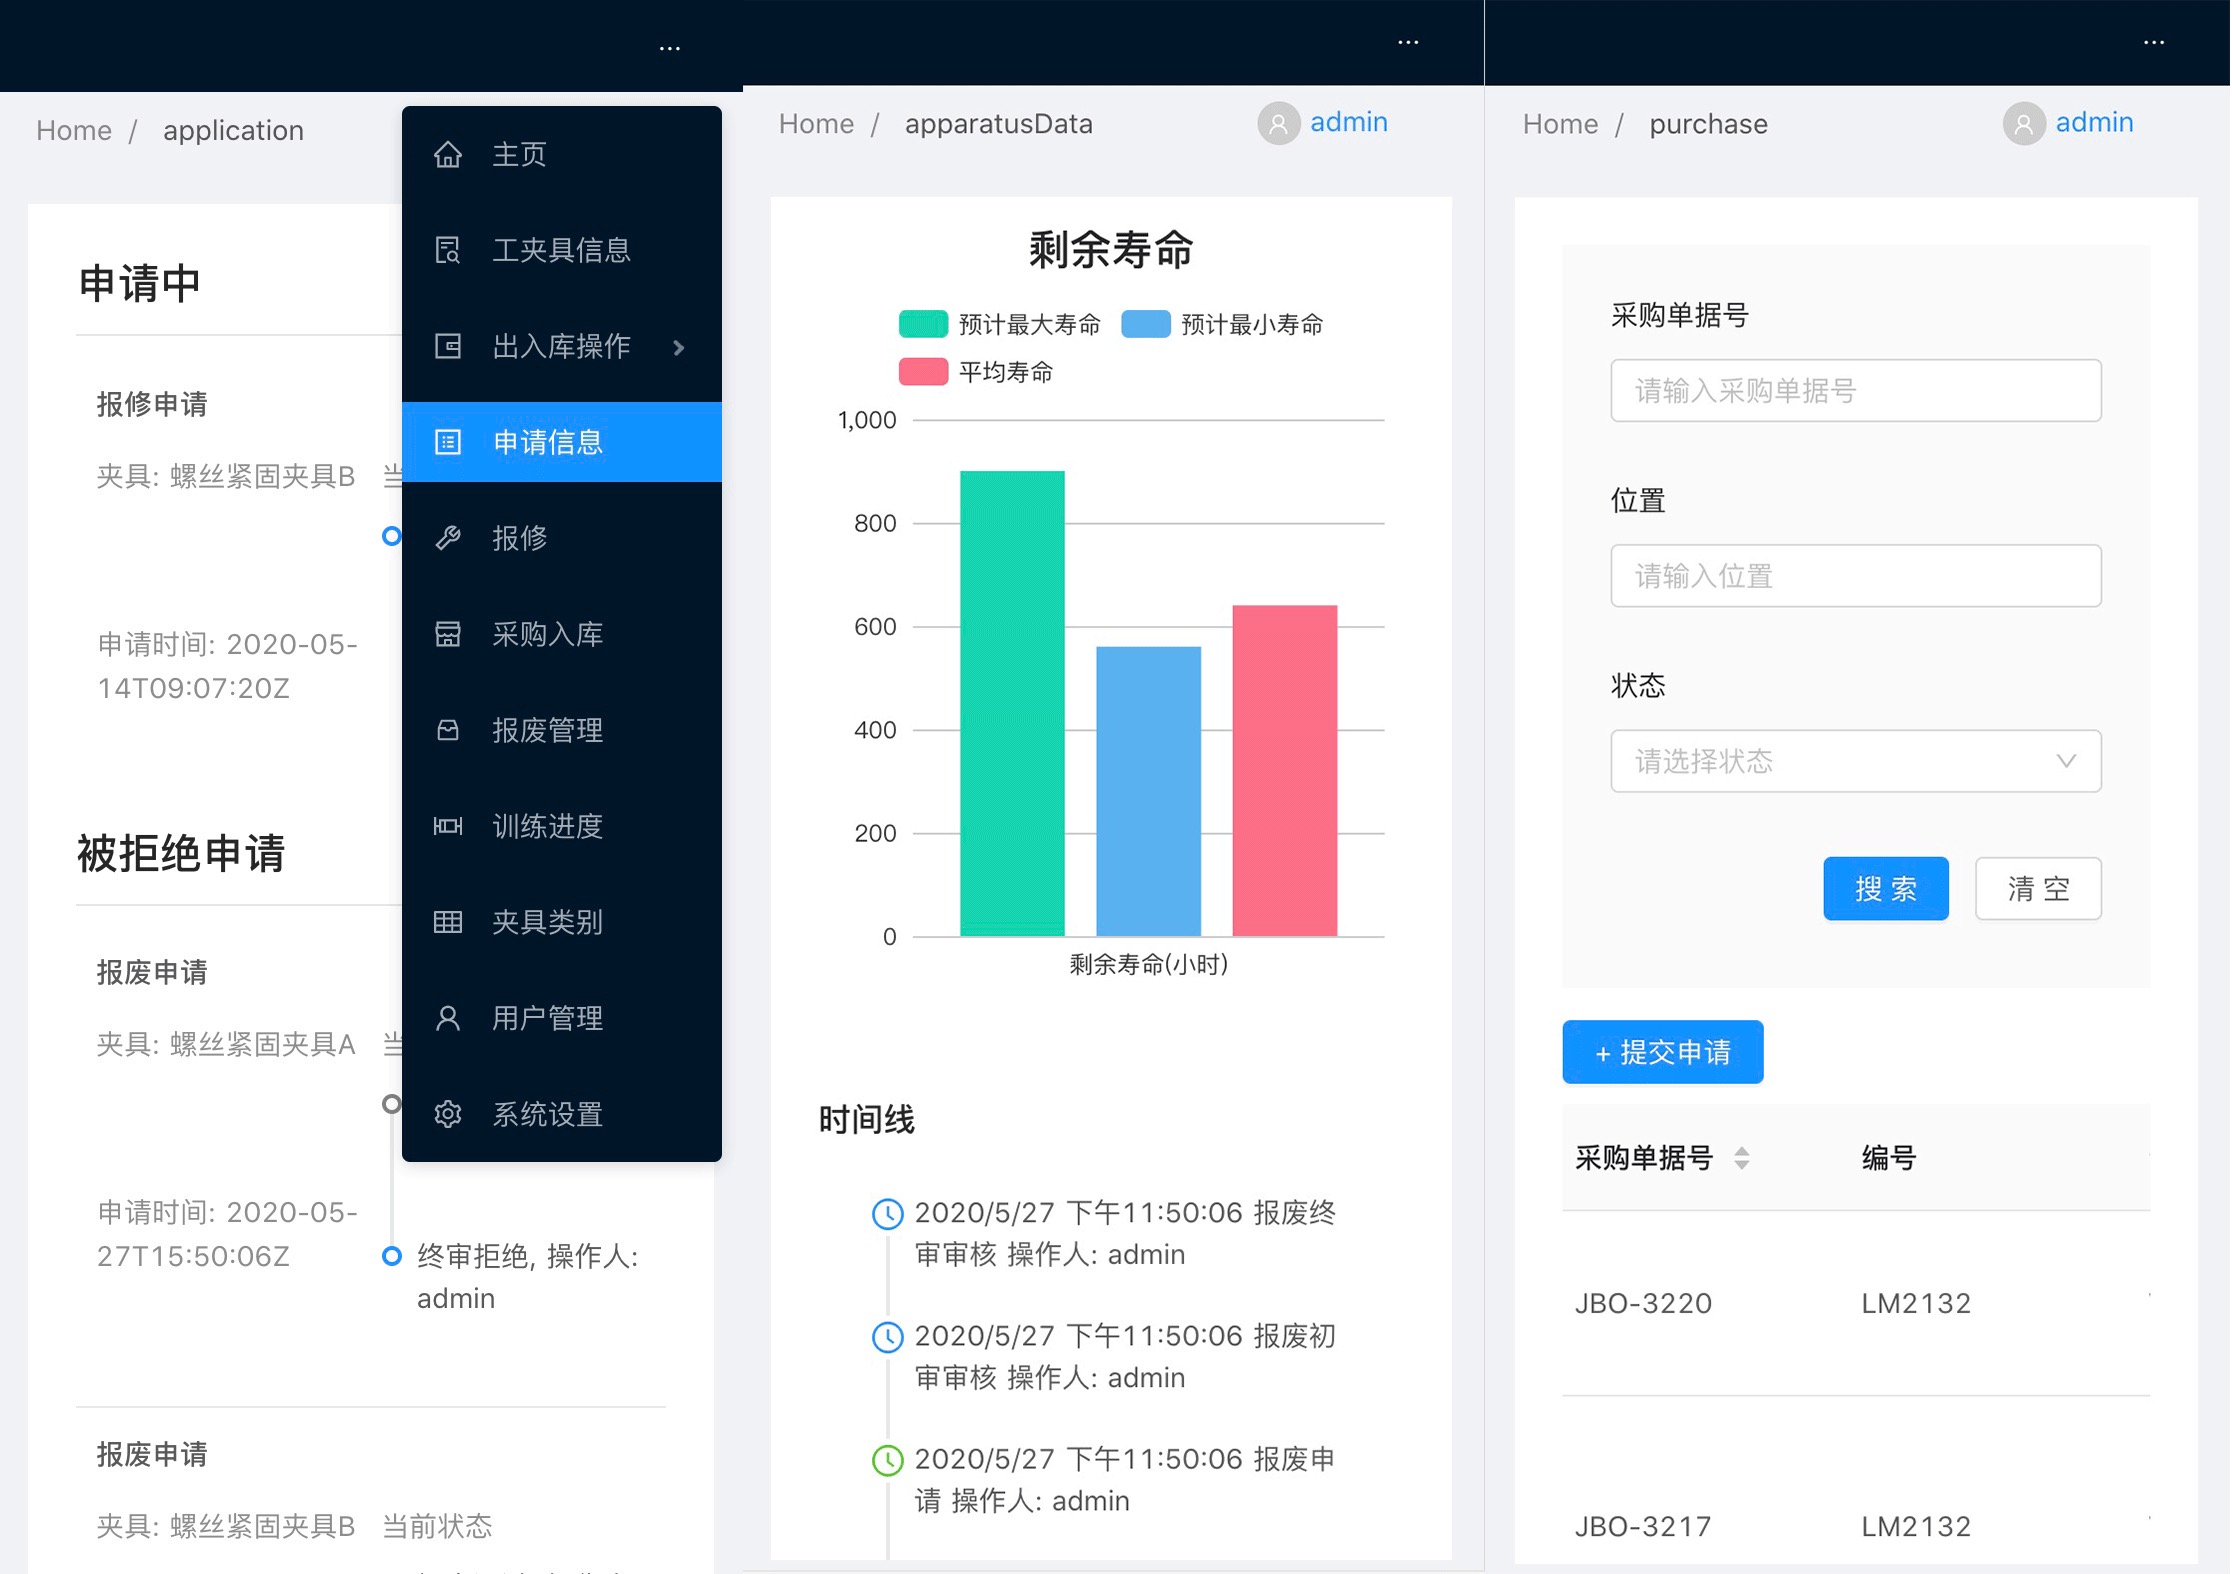 ...
Home / application
主页
工夹具信息
出入库操作
申请信息
报修
采购入库
报废管理
训练进度
夹具类别
用户管理
系统设置
申请中
报修申请
夹具: 螺丝紧固夹具B
申请时间: 2020-05-
14T09:07:20Z
被拒绝申请
报废申请
夹具: 螺丝紧固夹具A
申请时间: 2020-05-
27T15:50:06Z
终审拒绝, 操作人:
admin
报废申请
夹具: 螺丝紧固夹具B 当前状态
...
Home / apparatusData
admin
剩余寿命
预计最大寿命 预计最小寿命
平均寿命
1,000
800
600
400
200
0
剩余寿命(小时)
时间线
2020/5/27 下午11:50:06 报废终
审审核 操作人: admin
2020/5/27 下午11:50:06 报废初
审审核 操作人: admin
2020/5/27 下午11:50:06 报废申
请 操作人: admin
...
Home / purchase
admin
采购单据号
请输入采购单据号
位置
请输入位置
状态
请选择状态
搜 索 清 空
+ 提交申请
采购单据号 编号
JBO-3220 LM2132
JBO-3217 LM2132